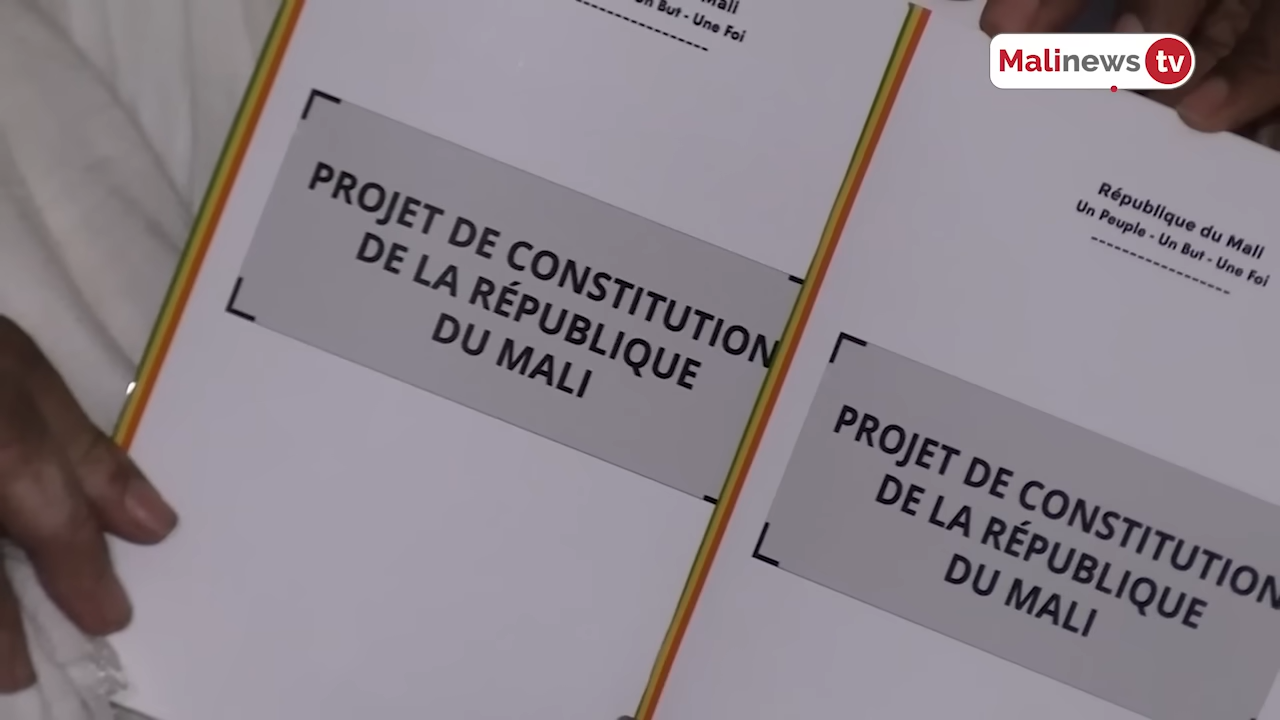 Mali
Un But - Une Foi
PROJET DE CONSTITUTION
DE LA RÉPUBLIQUE
DU MALI
Malinews tv
République du Mali
Un Peuple - Un But - Une Foi
PROJET DE CONSTITUTION
DE LA RÉPUBLIQUE
DU MALI